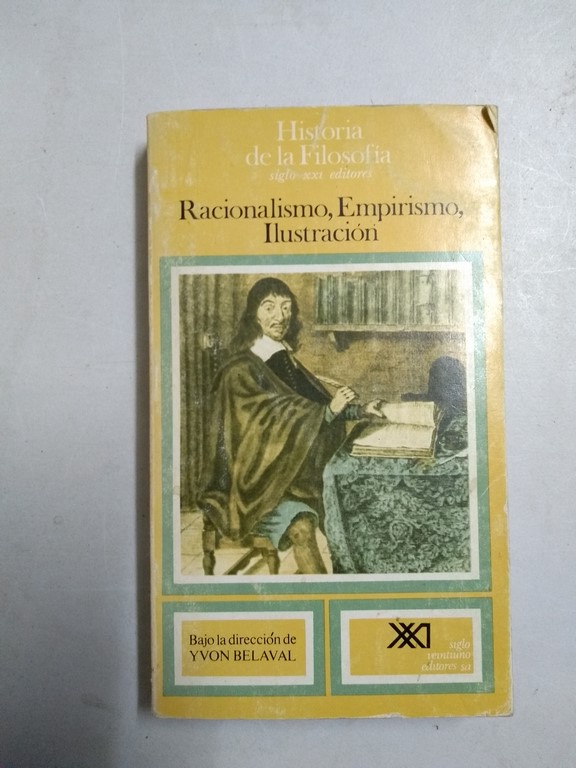 Historia
de la Filosofía
siglo xxi editores
Racionalismo, Empirismo,
Ilustración
Bajo la dirección de
YVON BELAVAL
XXI
siglo
veintiuno
editores sa